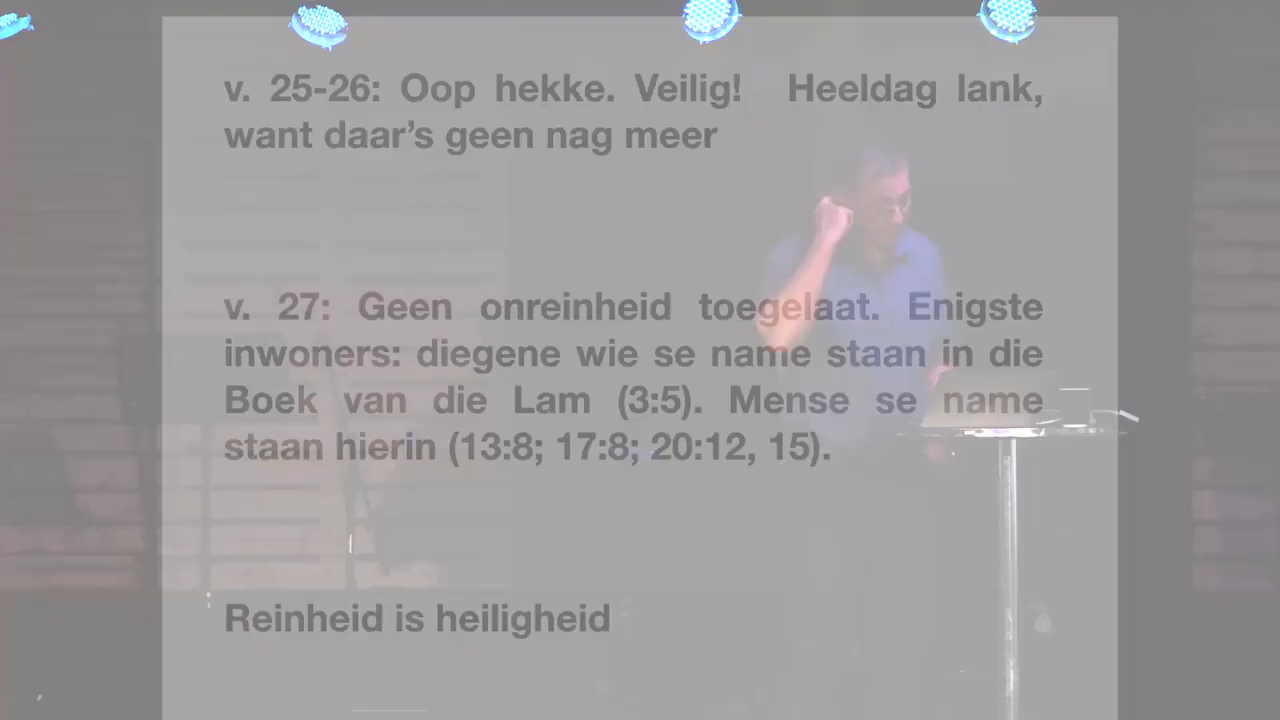 v. 25-26: Oop hekke. Veilig! Heeldag lank,
want daar’s geen nag meer
v. 27: Geen onreinheid toegelaat. Enigste
inwoners: diegene wie se name staan in die
Boek van die Lam (3:5). Mense se name
staan hierin (13:8; 17:8; 20:12, 15).
Reinheid is heiligheid